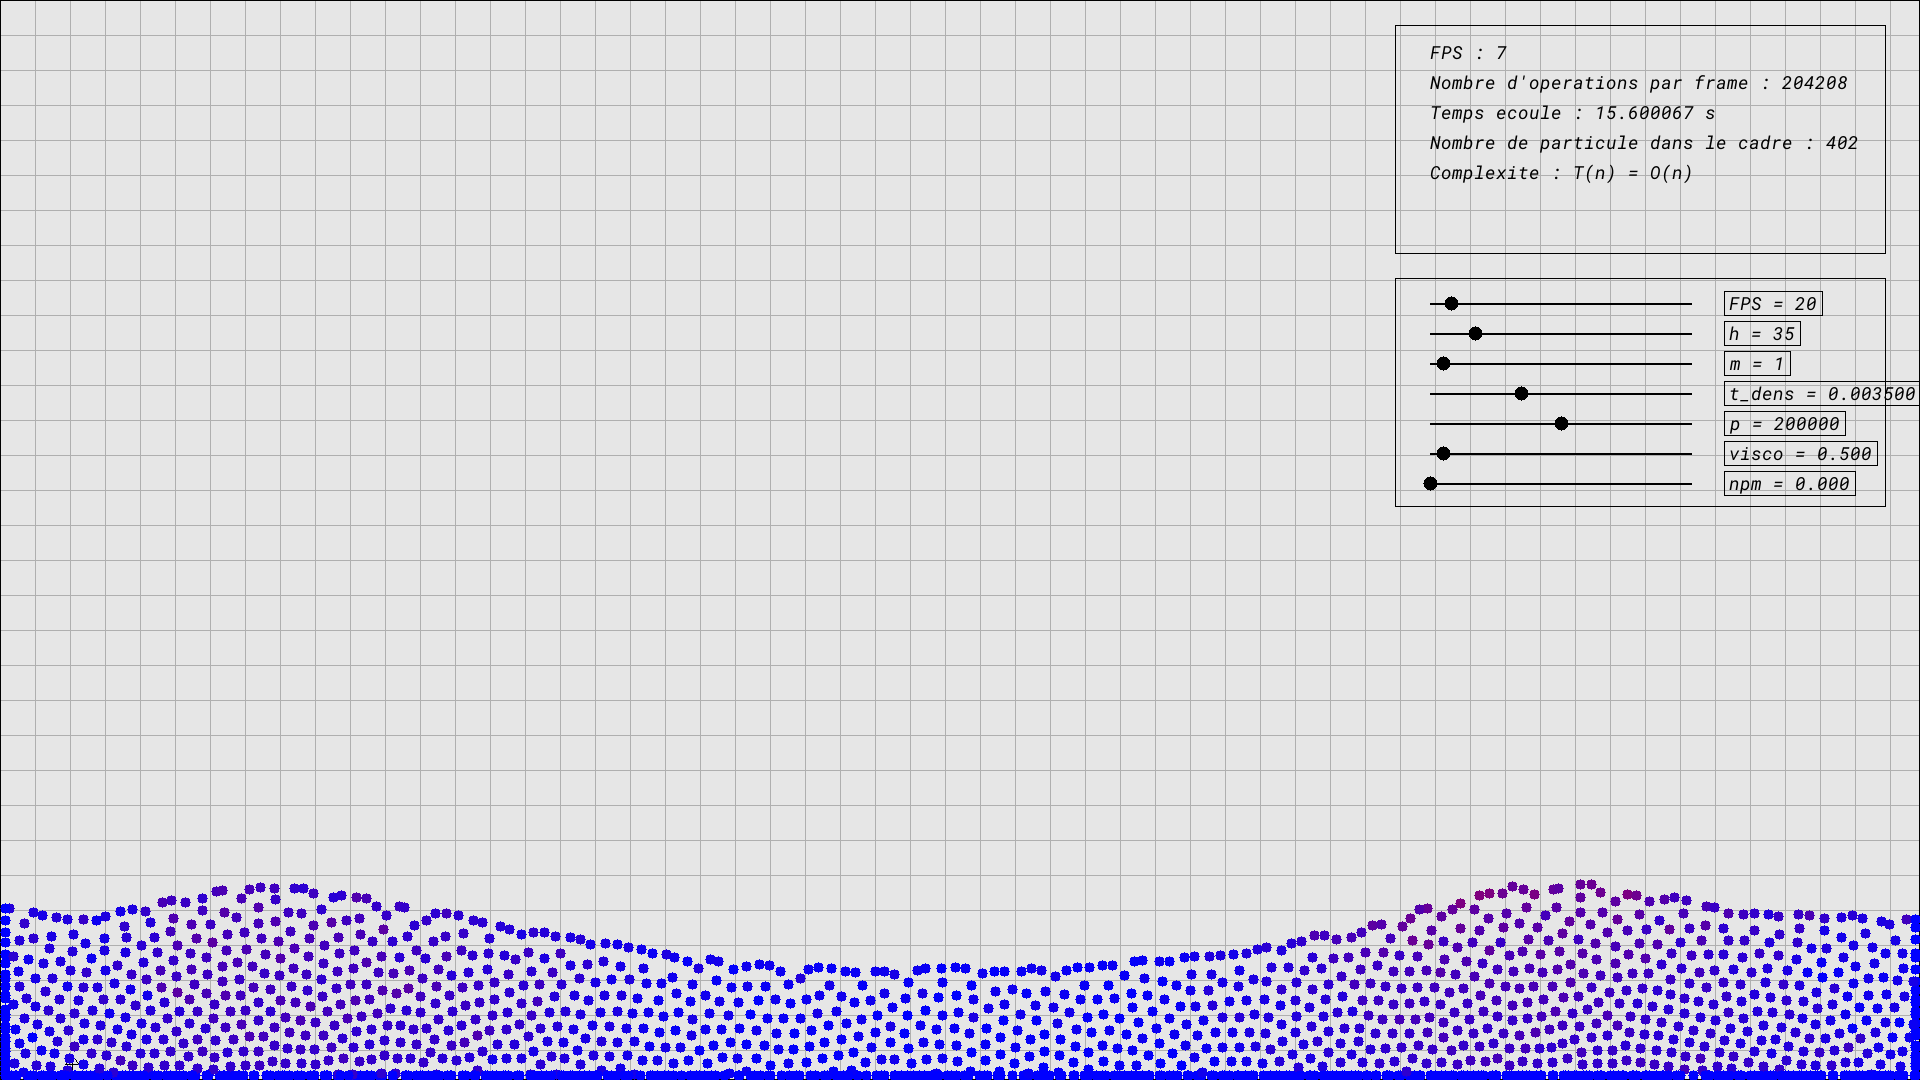 FPS : 7
Nombre d'operations par frame : 204208
Temps ecoule : 15.600067 s
Nombre de particule dans le cadre : 402
Complexite : T(n) = O(n)
FPS = 20
h = 35
m = 1
t_dens = 0.003500
p = 200000
visco = 0.500
npm = 0.000